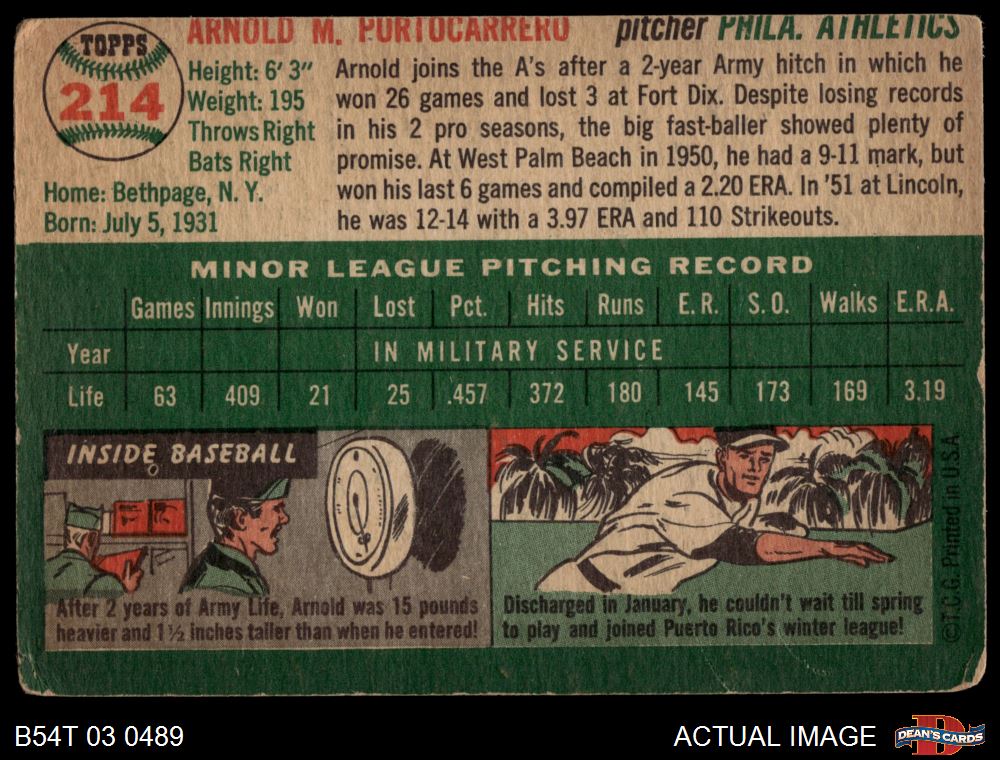 TOPPS
214
ARNOLD M. PORTOCARRERO pitcher PHILA. ATHLETICS
Height: 6' 3"
Weight: 195
Throws Right
Bats Right
Home: Bethpage, N. Y.
Born: July 5, 1931
Arnold joins the A's after a 2-year Army hitch in which he
won 26 games and lost 3 at Fort Dix. Despite losing records
in his 2 pro seasons, the big fast-baller showed plenty of
promise. At West Palm Beach in 1950, he had a 9-11 mark, but
won his last 6 games and compiled a 2.20 ERA. In '51 at Lincoln,
he was 12-14 with a 3.97 ERA and 110 Strikeouts.
MINOR LEAGUE PITCHING RECORD
Games Innings Won Lost Pct. Hits Runs E. R. S. O. Walks E.R.A.
Year IN MILITARY SERVICE
Life 63 409 21 25 .457 372 180 145 173 169 3.19
INSIDE BASEBALL
After 2 years of Army Life, Arnold was 15 pounds
heavier and 1½ inches taller than when he entered!
Discharged in January, he couldn't wait till spring
to play and joined Puerto Rico's winter league!
©T.C.G. Printed in U.S.A
B54T 03 0489
ACTUAL IMAGE
DEAN'S CARDS